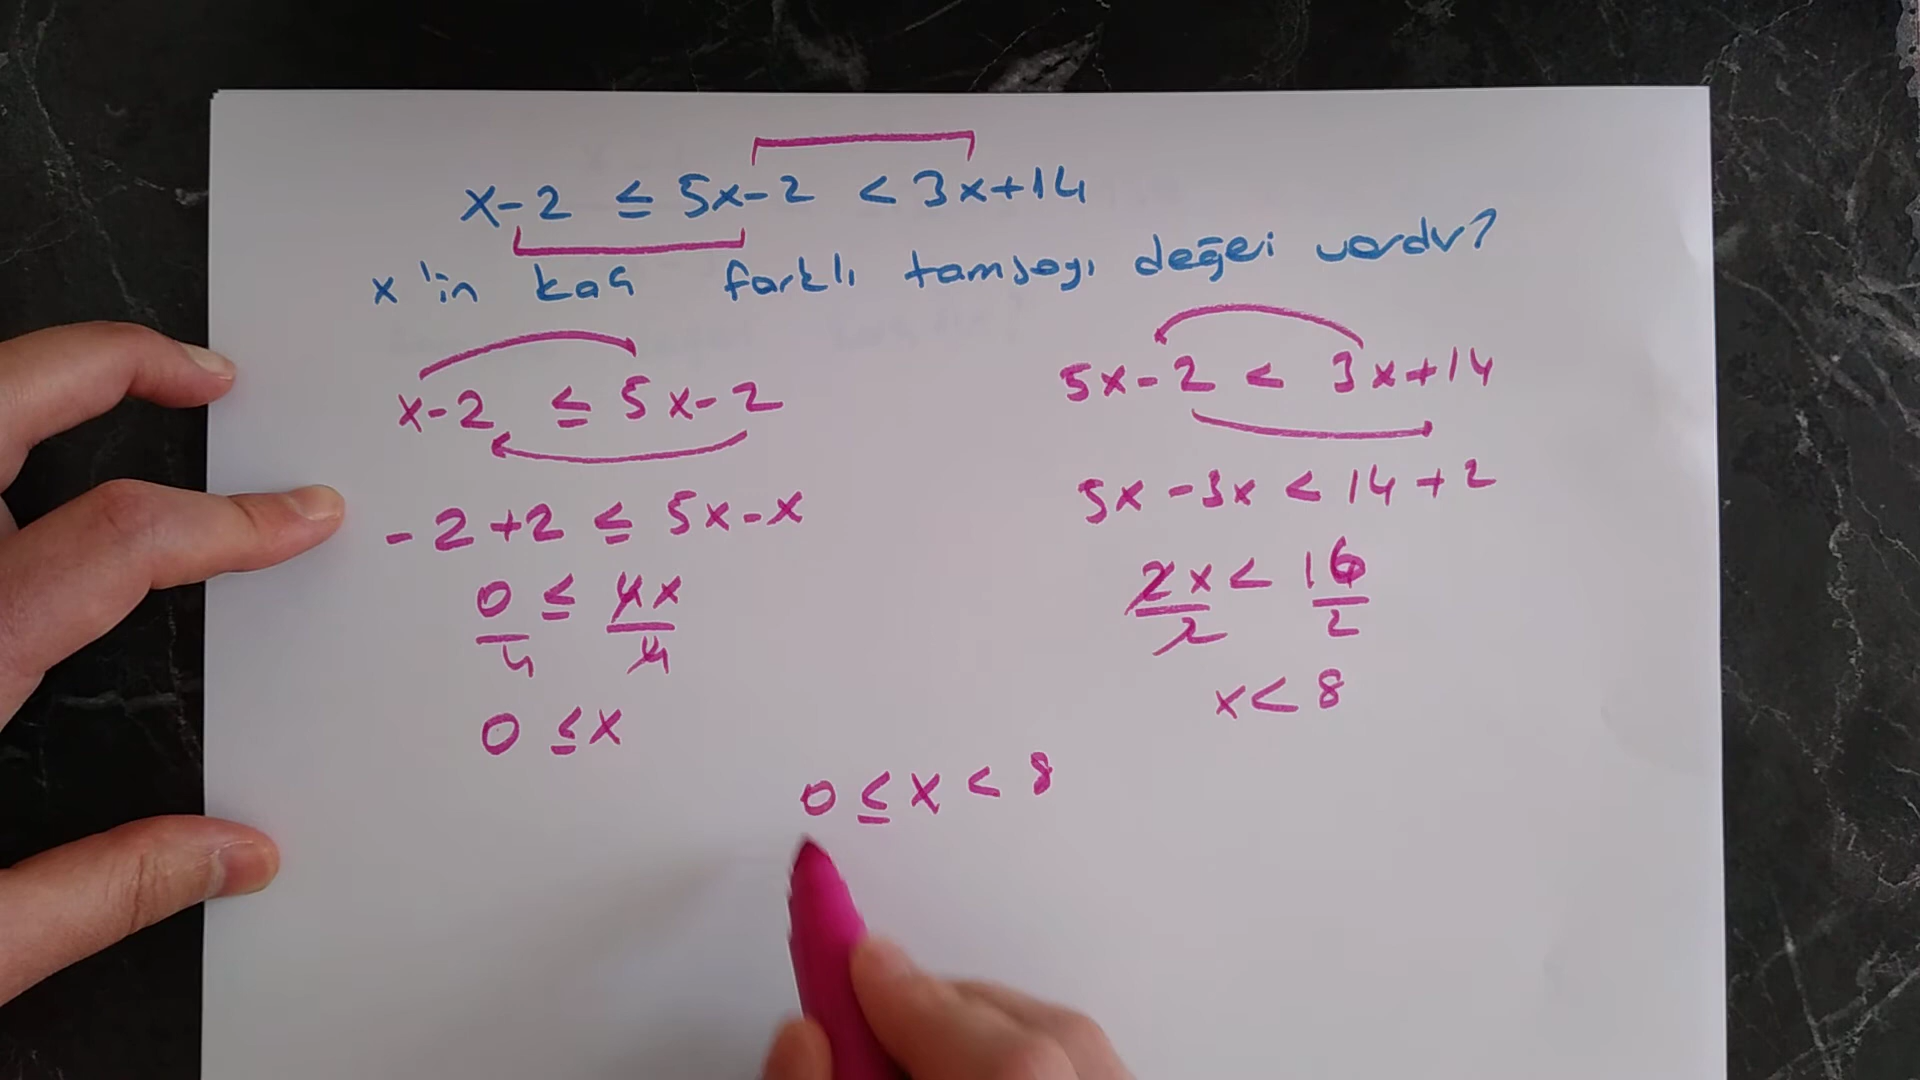 x-2 ≤ 5x-2 < 3x+14
x'in kaç farklı tamsayı değeri vardır?
x-2 ≤ 5x-2
-2+2 ≤ 5x-x
0/4 ≤ 4x/4
0 ≤ x
5x-2 < 3x+14
5x-3x < 14+2
2x/2 < 16/2
x < 8
0 ≤ x < 8